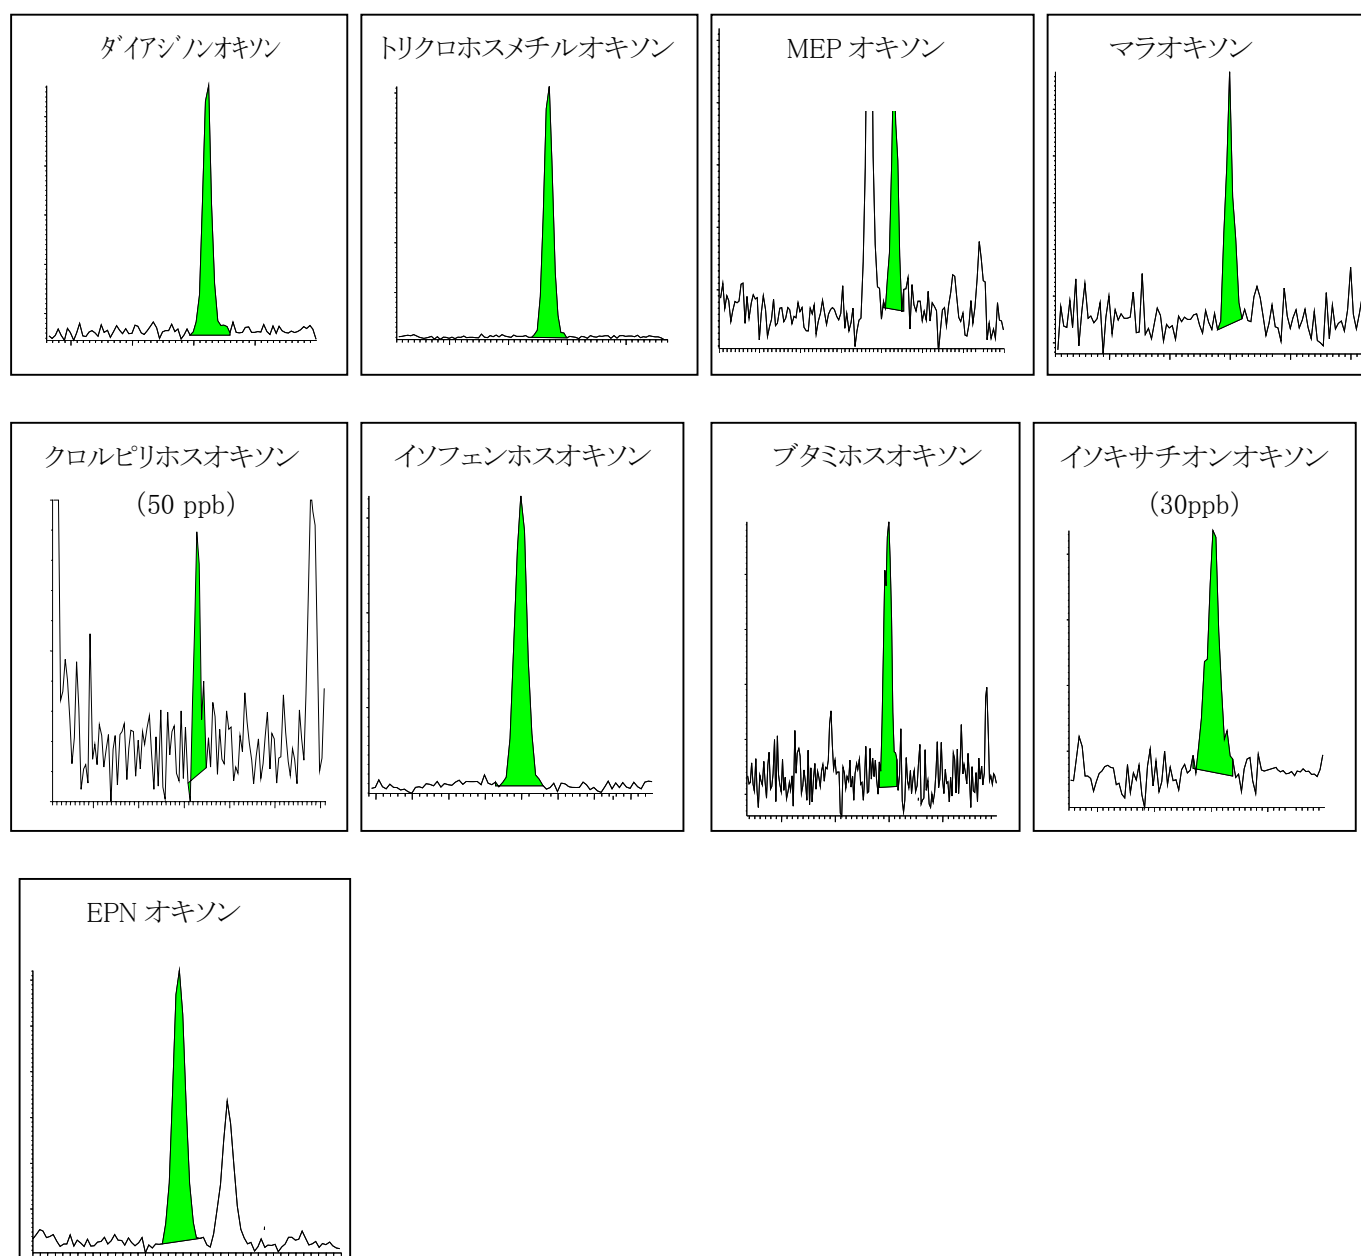 ダイアジノンオキソン
トリクロホスメチルオキソン
MEP オキソン
マラオキソン
クロルピリホスオキソン
(50 ppb)
イソフェンホスオキソン
ブタミホスオキソン
イソキサチオンオキソン
(30ppb)
EPN オキソン